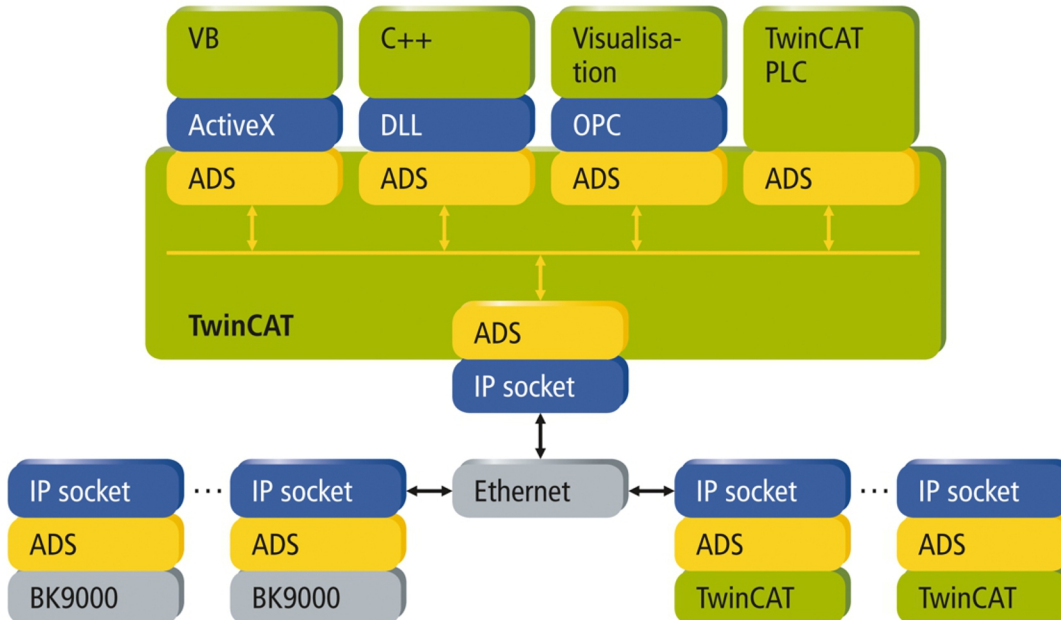 VB
C++
Visualisa-
tion
TwinCAT
PLC
ActiveX
DLL
OPC
ADS
ADS
ADS
ADS
TwinCAT
ADS
IP socket
IP socket
...
IP socket
Ethernet
IP socket
...
IP socket
ADS
ADS
ADS
ADS
BK9000
BK9000
TwinCAT
TwinCAT